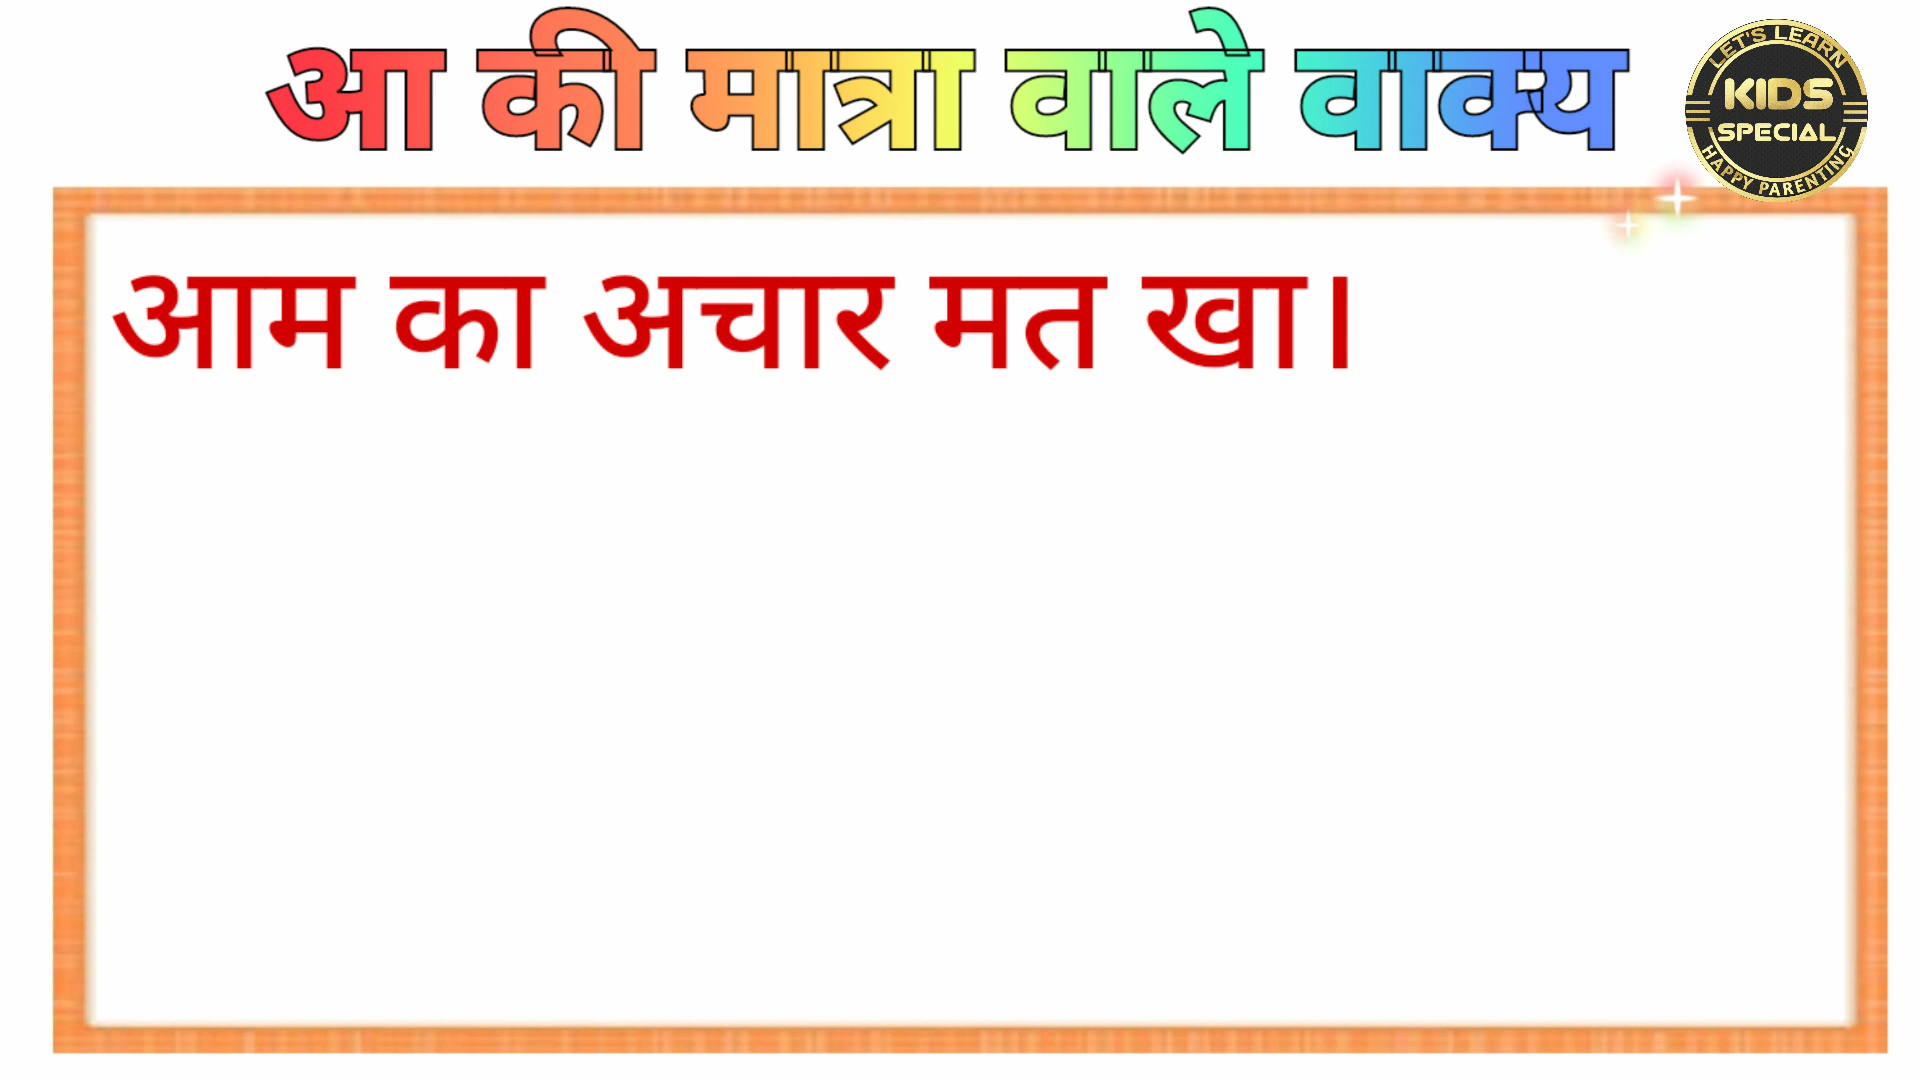 आ की मात्रा वाले वाक्य
LET'S LEARN
KIDS
SPECIAL
HAPPY PARENTING
आम का अचार मत खा।